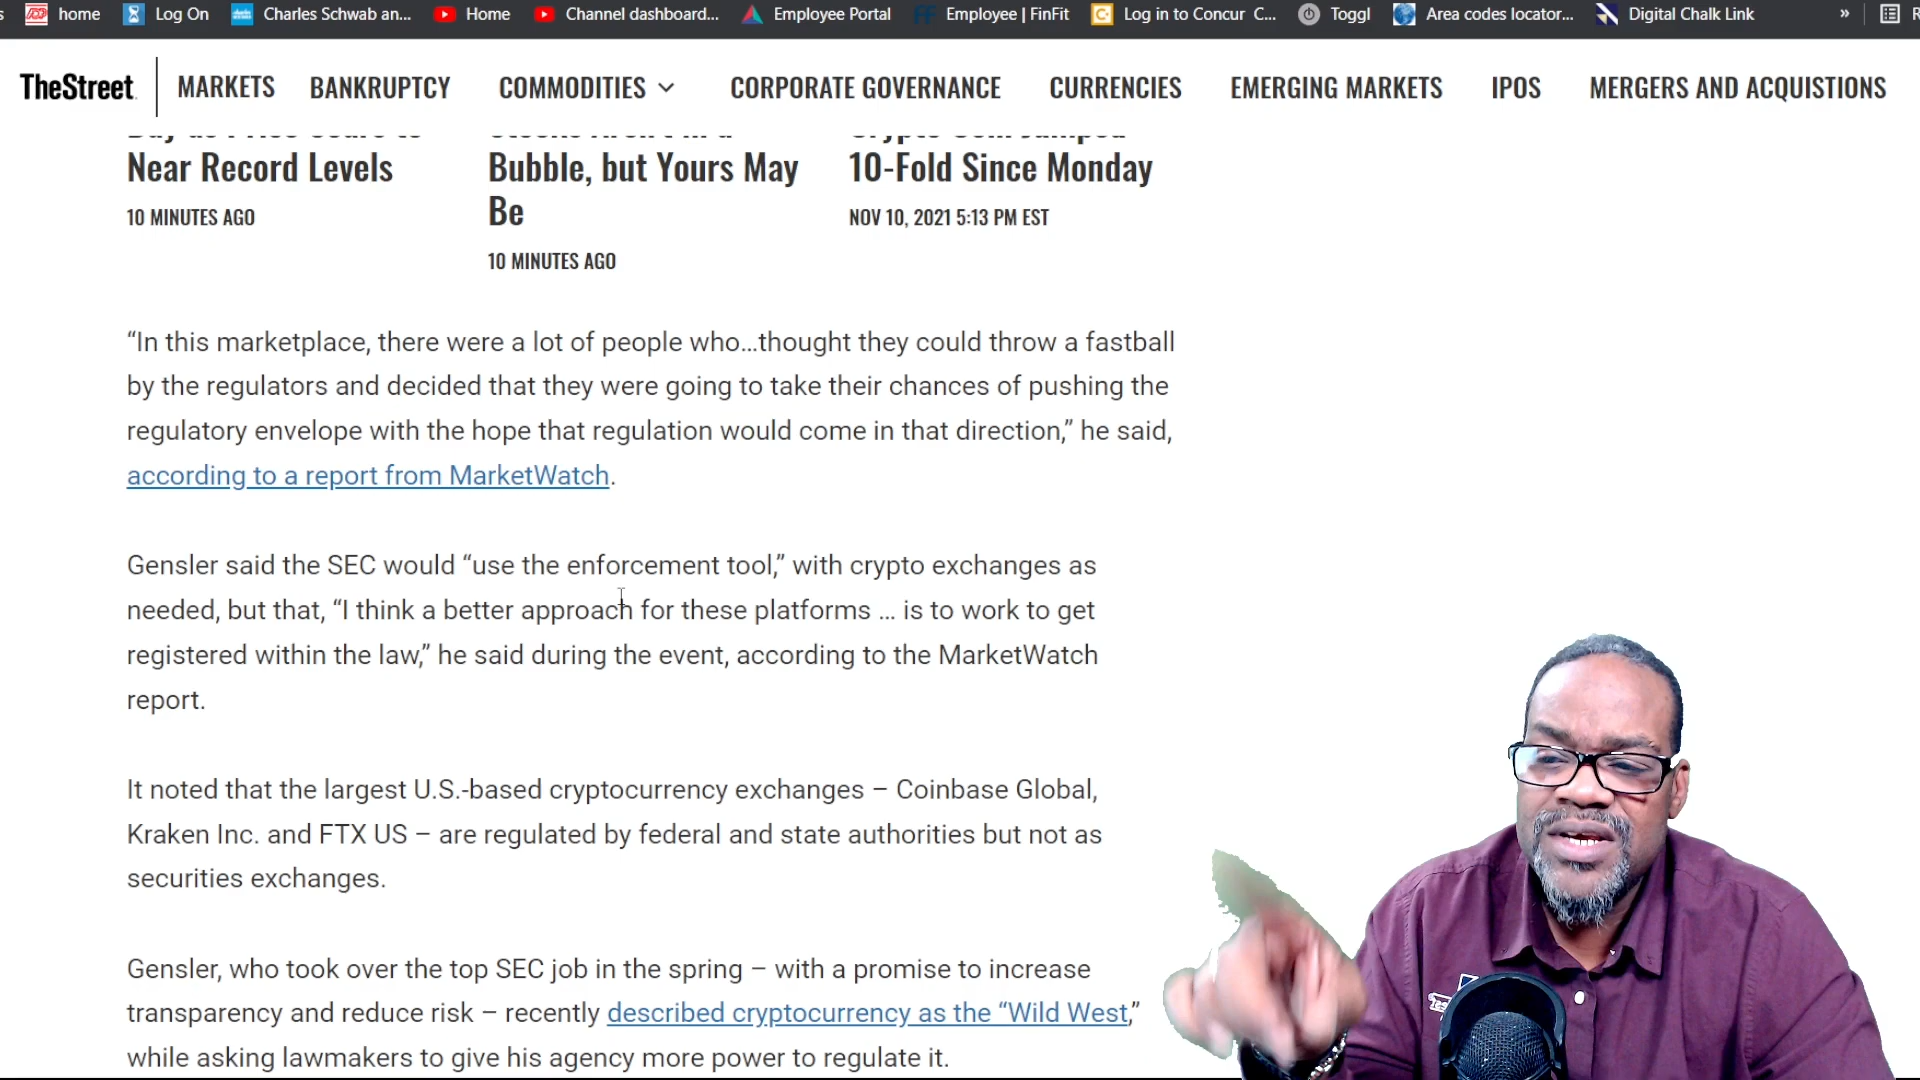 home Log On Charles Schwab an... Home Channel dashboard... Employee Portal FF Employee | FinFit Log in to Concur C... Toggl Area codes locator... Digital Chalk Link »
TheStreet MARKETS BANKRUPTCY COMMODITIES CORPORATE GOVERNANCE CURRENCIES EMERGING MARKETS IPOS MERGERS AND ACQUISTIONS
Near Record Levels
10 MINUTES AGO
Bubble, but Yours May
Be
10 MINUTES AGO
10-Fold Since Monday
NOV 10, 2021 5:13 PM EST
“In this marketplace, there were a lot of people who…thought they could throw a fastball
by the regulators and decided that they were going to take their chances of pushing the
regulatory envelope with the hope that regulation would come in that direction,” he said,
according to a report from MarketWatch.
Gensler said the SEC would “use the enforcement tool,” with crypto exchanges as
needed, but that, “I think a better approach for these platforms … is to work to get
registered within the law,” he said during the event, according to the MarketWatch
report.
It noted that the largest U.S.-based cryptocurrency exchanges – Coinbase Global,
Kraken Inc. and FTX US – are regulated by federal and state authorities but not as
securities exchanges.
Gensler, who took over the top SEC job in the spring – with a promise to increase
transparency and reduce risk – recently described cryptocurrency as the “Wild West,”
while asking lawmakers to give his agency more power to regulate it.